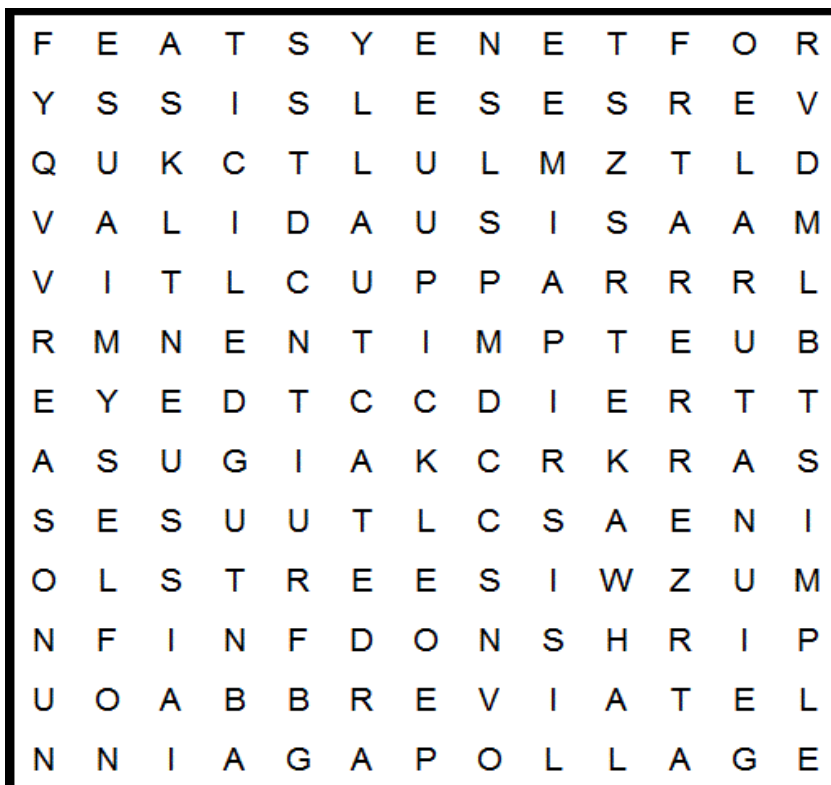 F E A T S Y E N E T F O R
Y S S I S L E S E S R E V
Q U K C T L U L M Z T L D
V A L I D A U S I S A A M
V I T L C U P P A R R R L
R M N E N T I M P T E U B
E Y E D T C C D I E R T T
A S U G I A K C R K R A S
S E S U U T L C S A E N I
O L S T R E E S I W Z U M
N F I N F D O N S H R I P
U O A B B R E V I A T E L
N N I A G A P O L L A G E